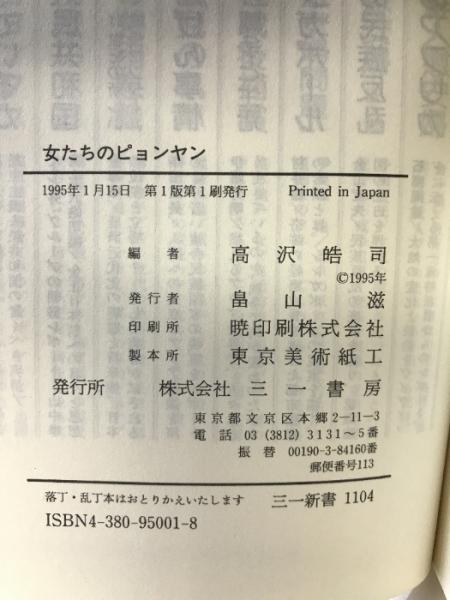 女たちのピョンヤン
1995年1月15日 第1版第1刷発行 Printed in Japan
編者 高沢皓司
©1995年
発行者 畠山滋
印刷所 暁印刷株式会社
製本所 東京美術紙工
発行所 株式会社 三一書房
東京都文京区本郷2−11−3
電話 03 (3812) 3131〜5番
振替 00190-3-84160番
郵便番号113
落丁・乱丁本はおとりかえいたします 三一新書 1104
ISBN4-380-95001-8